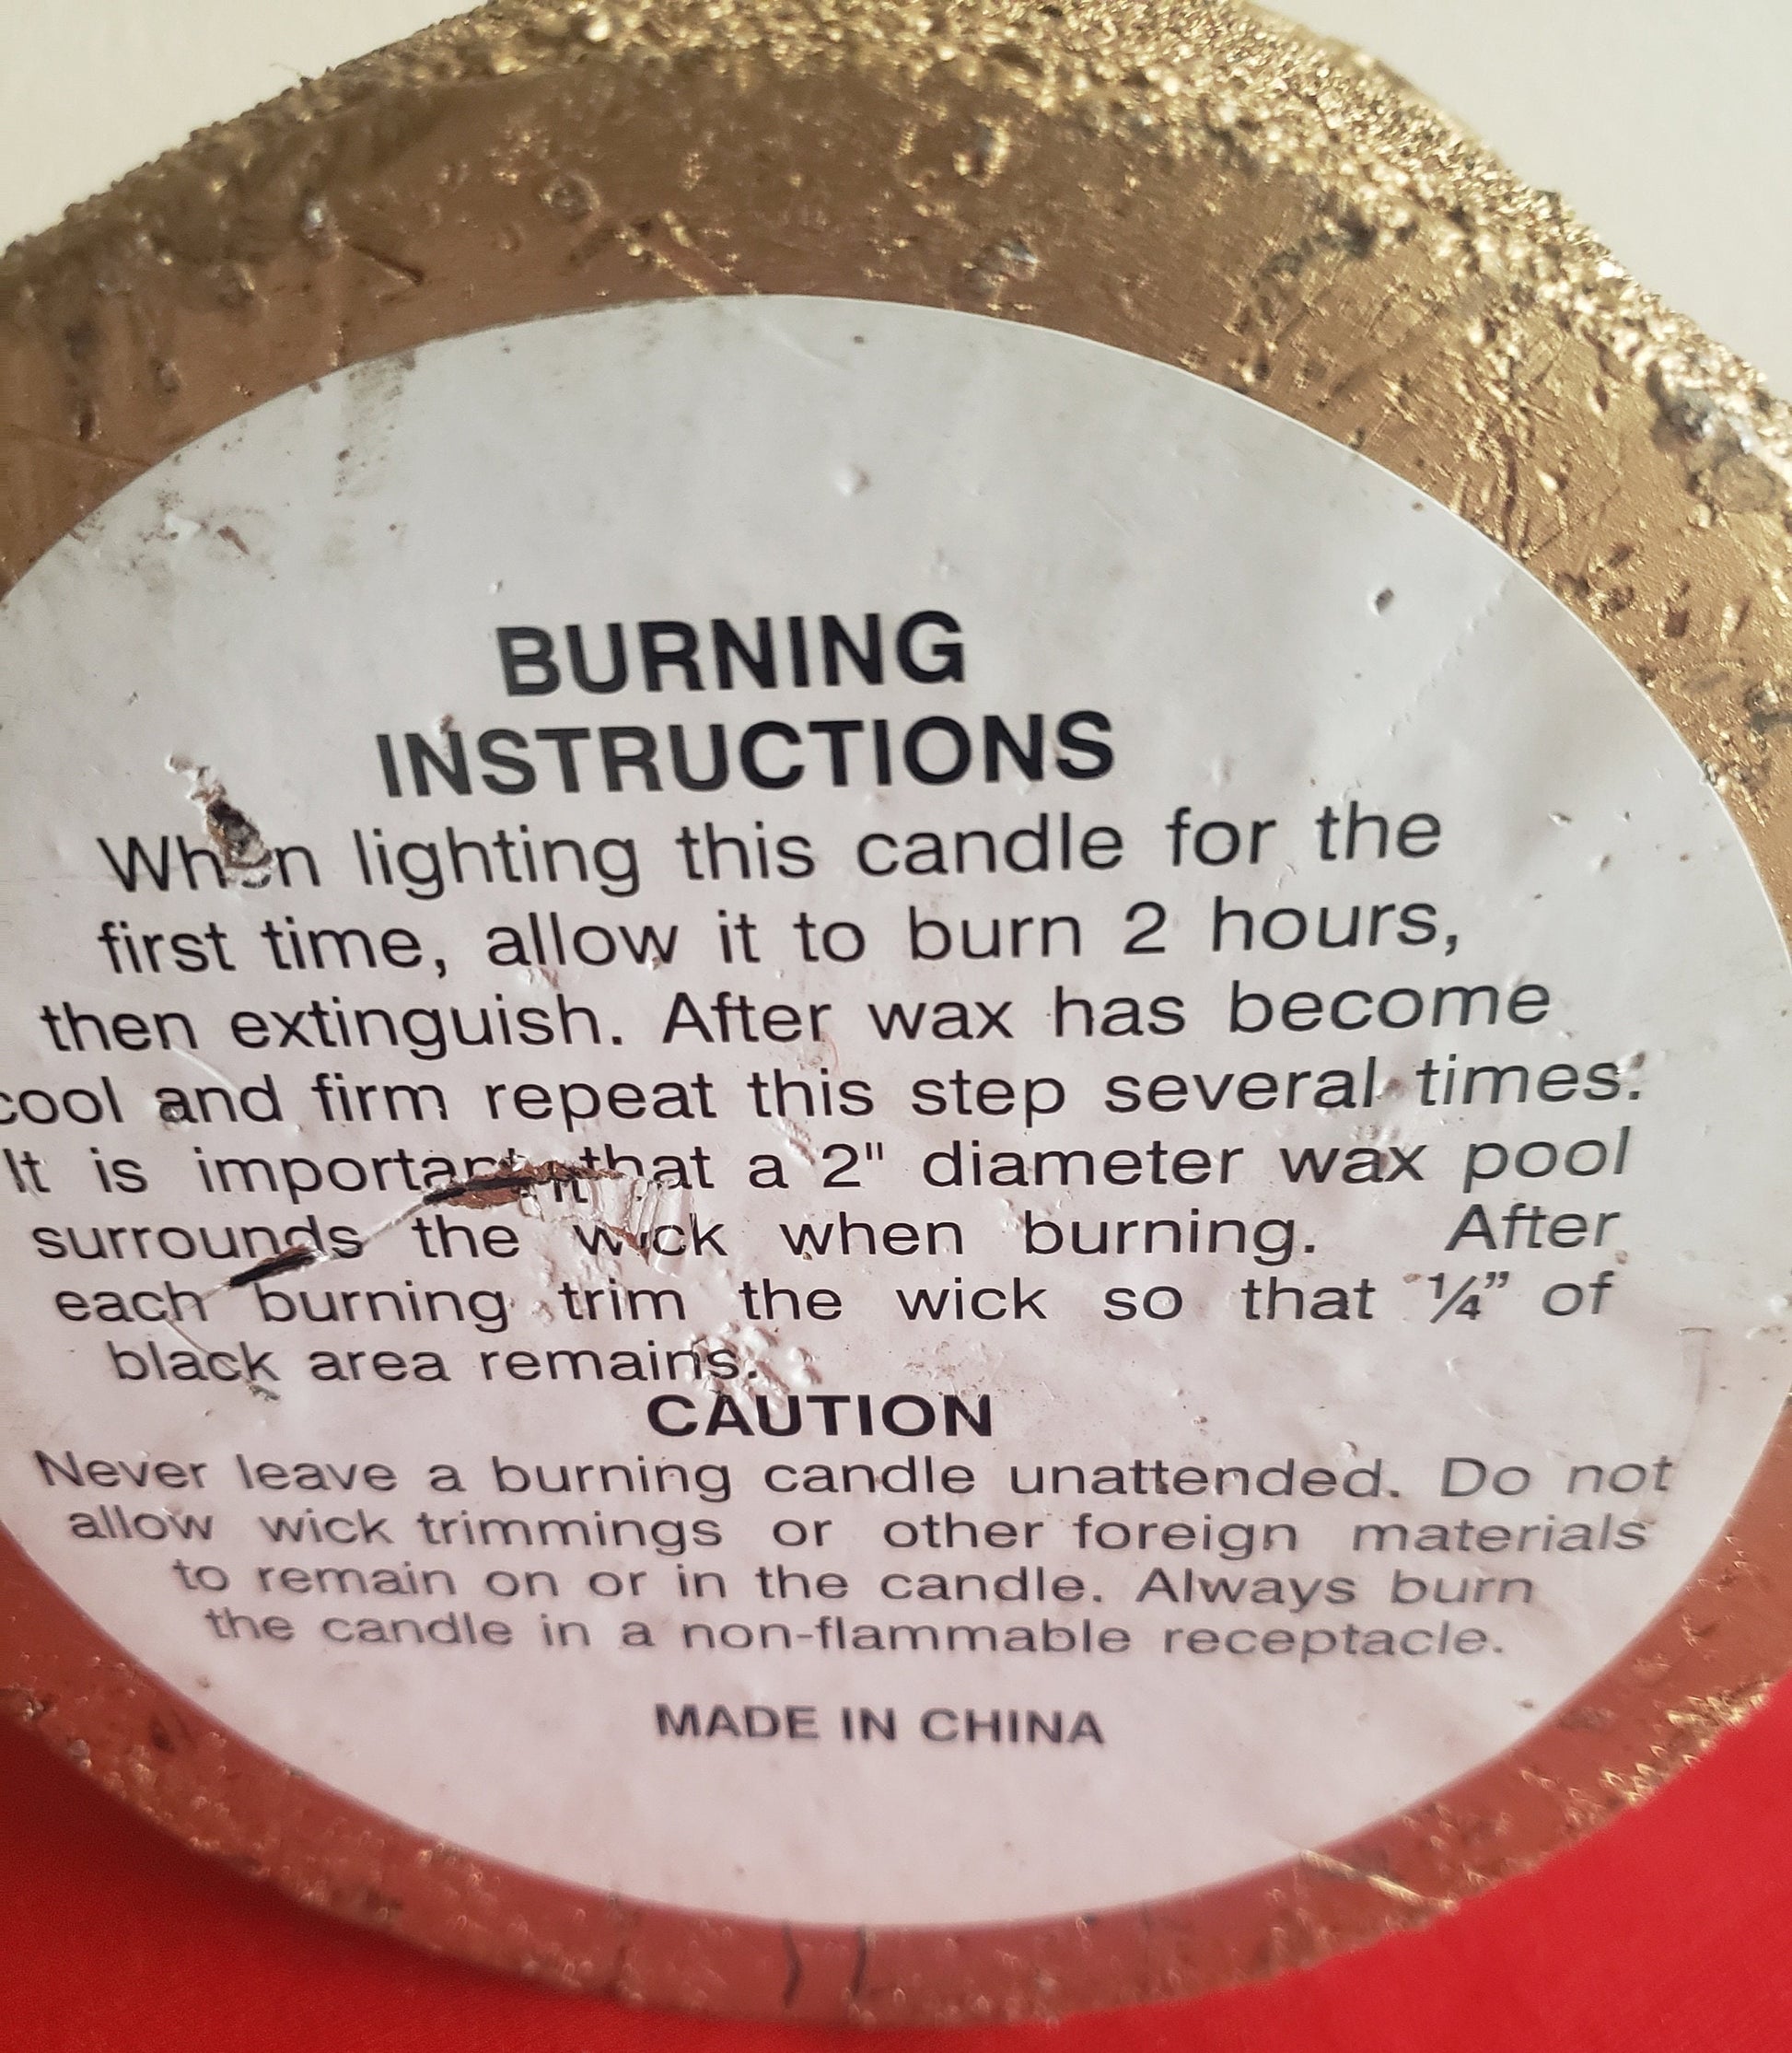 BURNING
INSTRUCTIONS
When lighting this candle for the
first time, allow it to burn 2 hours,
then extinguish. After wax has become
cool and firm repeat this step several times.
It is important that a 2" diameter wax pool
surrounds the wick when burning. After
each burning trim the wick so that ¼” of
black area remains.
CAUTION
Never leave a burning candle unattended. Do not
allow wick trimmings or other foreign materials
to remain on or in the candle. Always burn
the candle in a non-flammable receptacle.
MADE IN CHINA